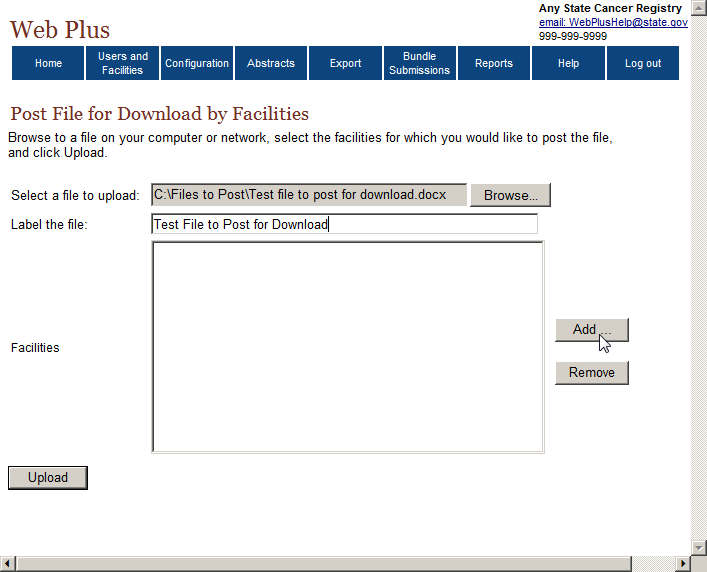 Any State Cancer Registry
Web Plus
email: WebPlusHelp@state.gov
999-999-9999
Home
Users and
Facilities
Configuration
Abstracts
Export
Bundle
Submissions
Reports
Help
Log out
Post File for Download by Facilities
Browse to a file on your computer or network, select the facilities for which you would like to post the file,
and click Upload.
Select a file to upload: C:\Files to Post\Test file to post for download.docx Browse...
Label the file: Test File to Post for Download
Add ...
Facilities
Remove
Upload